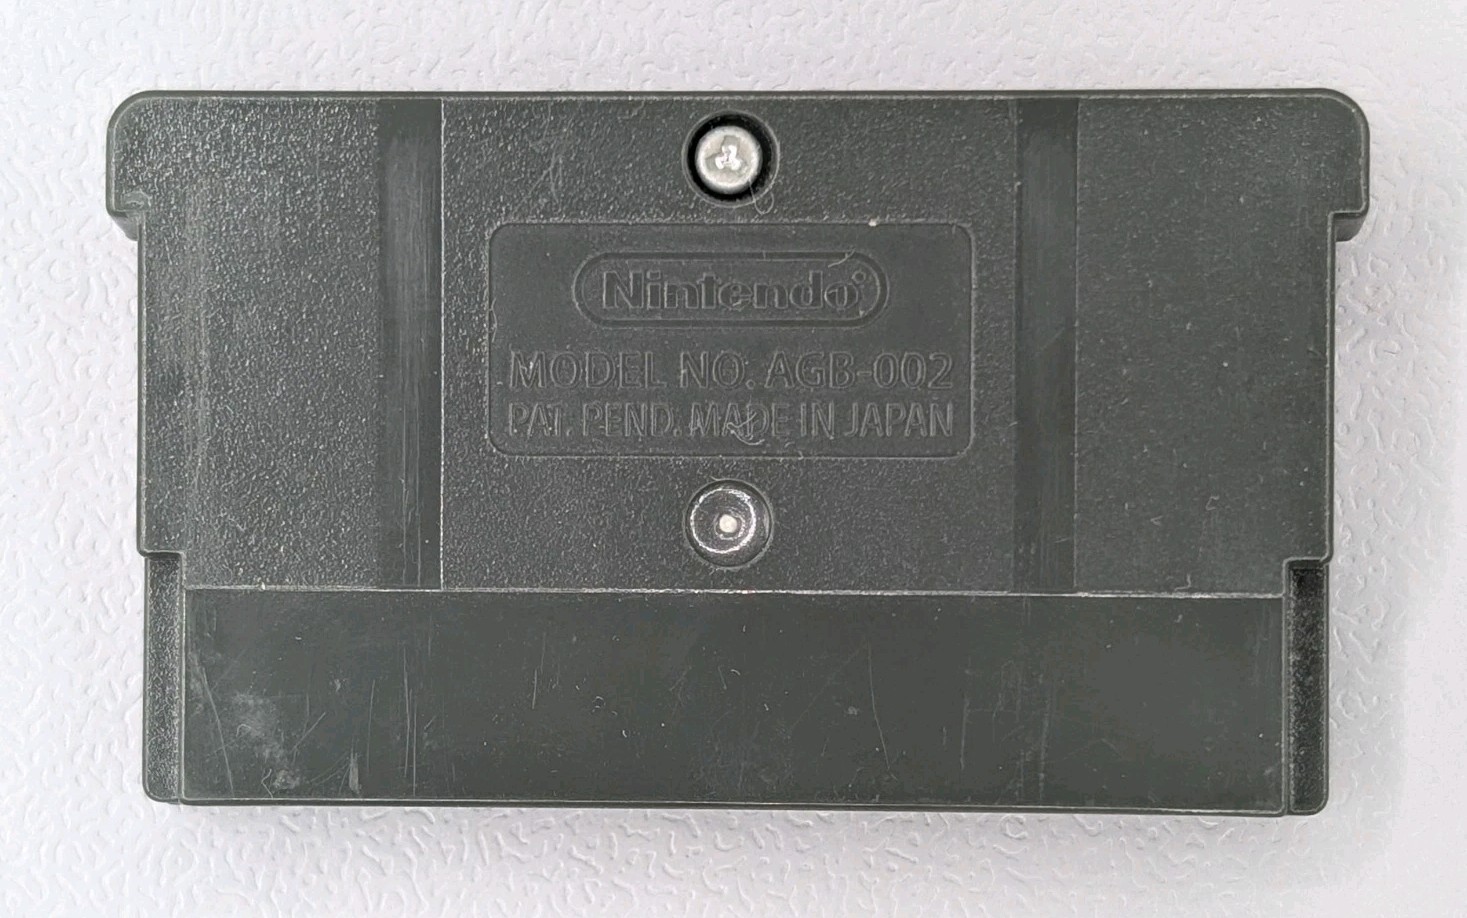 Nintendo®
MODEL NO. AGB-002
PAT. PEND. MADE IN JAPAN